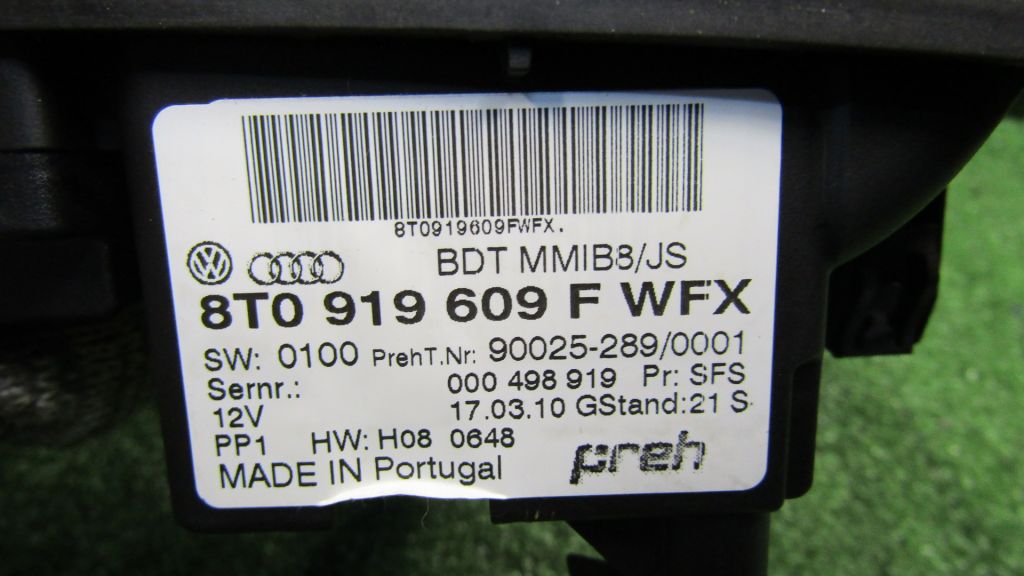 8T0919609FWFX.
BDT MMIB8/JS
8T0 919 609 F WFX
SW: 0100 PrehT.Nr: 90025-289/0001
Sernr.: 000 498 919 Pr: SFS
12V 17.03.10 GStand:21 S
PP1 HW: H08 0648
preh
MADE IN Portugal